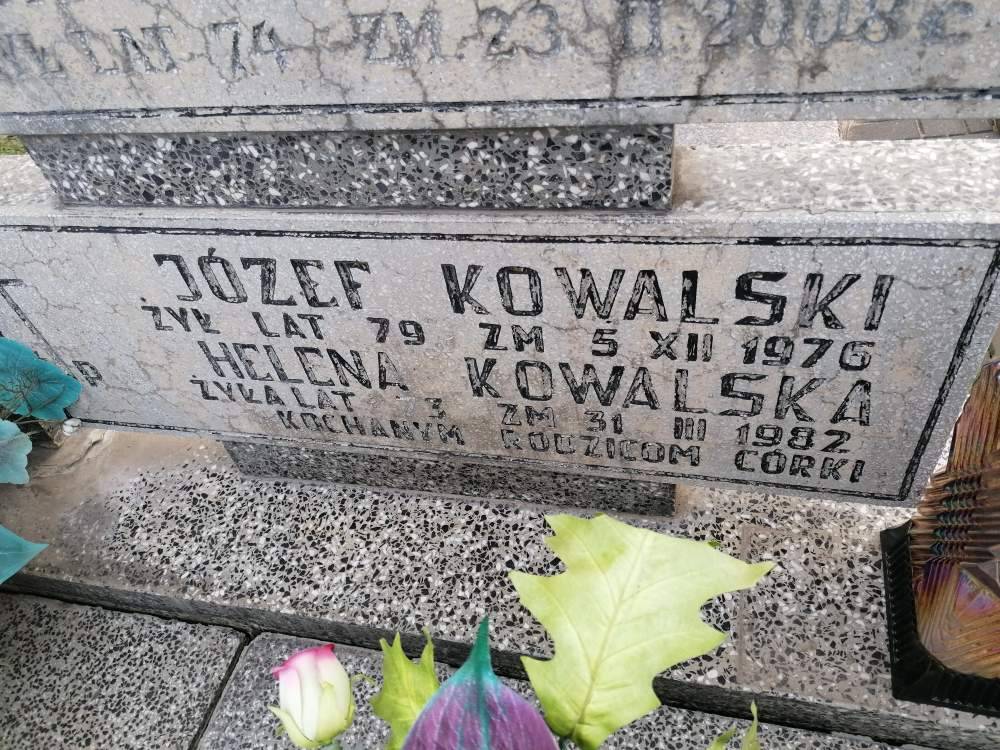 LAT 74 ZM. 23 II 2008
JÓZEF KOWALSKI
ŻYŁ LAT 79 ZM 5 XII 1976
HELENA KOWALSKA
ŻYŁA LAT ZM 31 III 1982
KOCHANYM RODZICOM CÓRKI